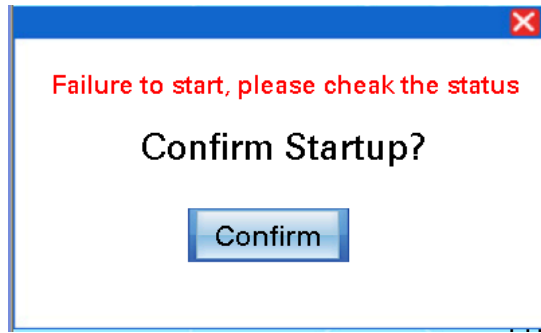 Failure to start, please cheak the status
Confirm Startup?
Confirm